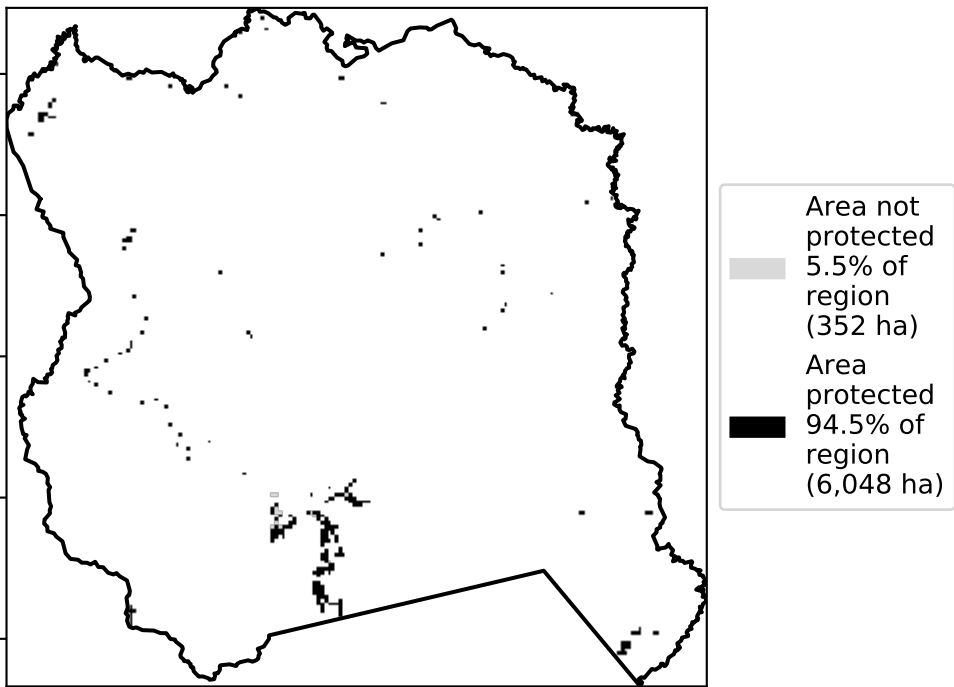 Area not
protected
5.5% of
region
(352 ha)
Area
protected
94.5% of
region
(6,048 ha)